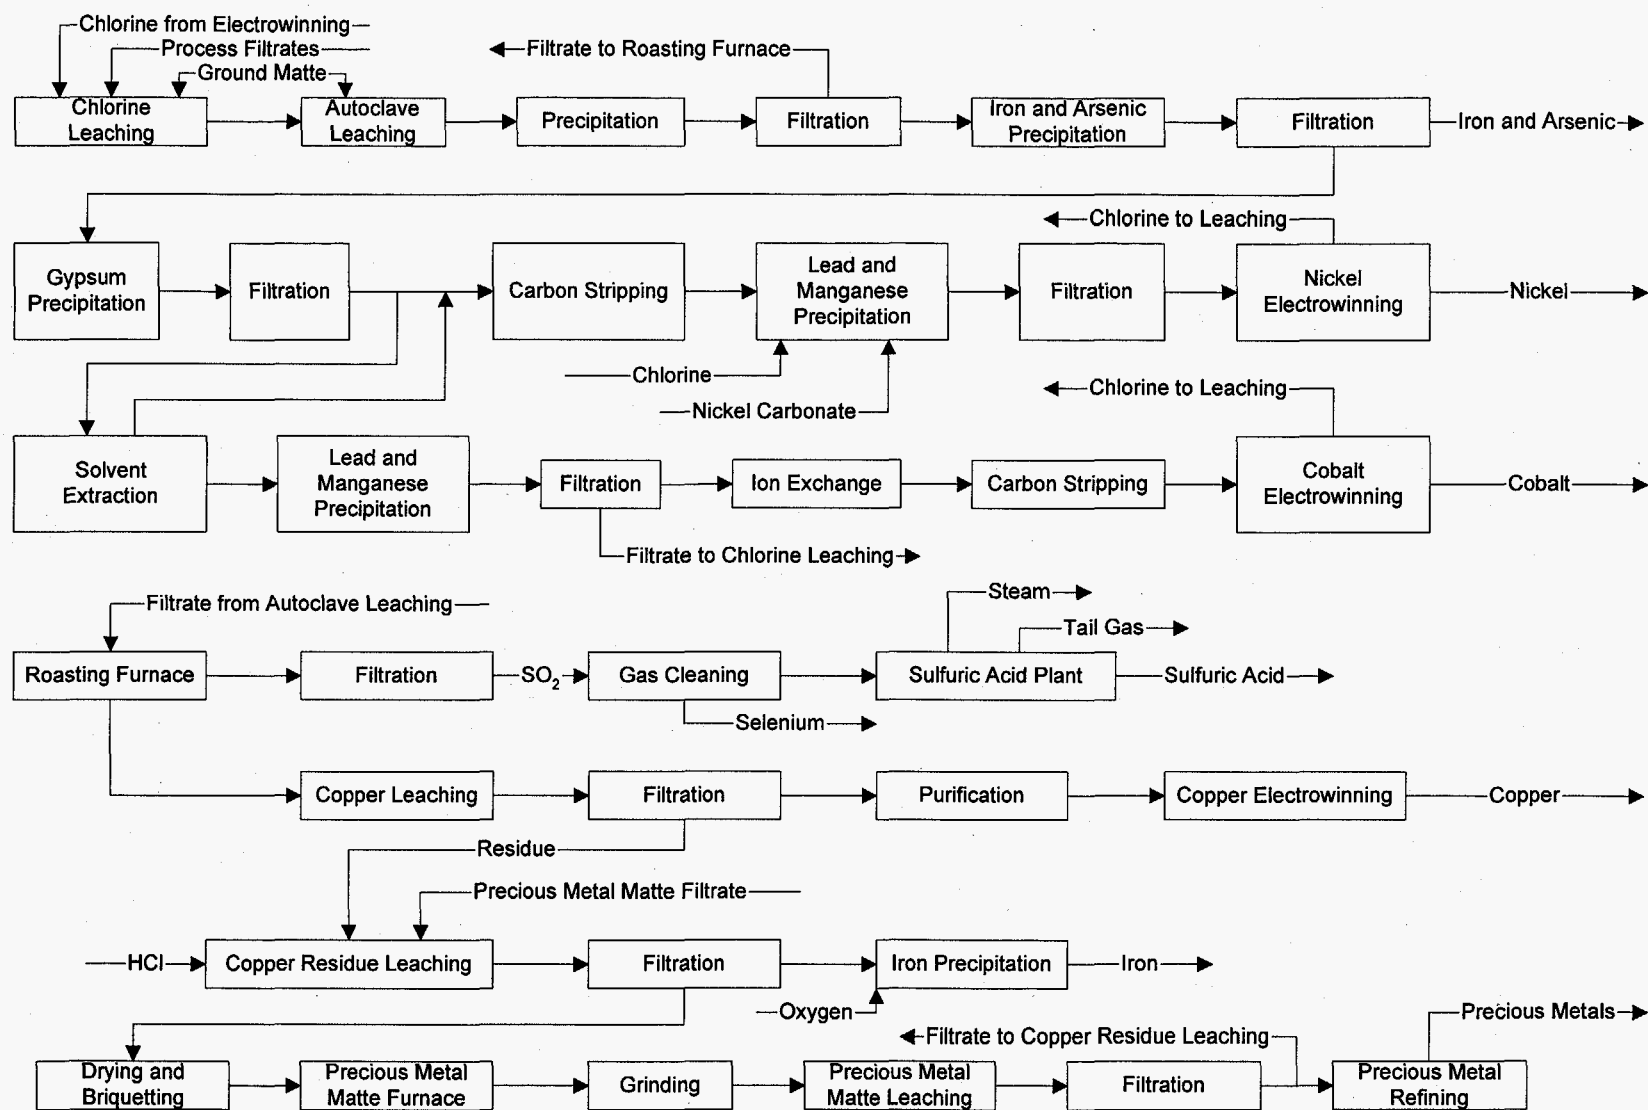 Chlorine from Electrowinning
Process Filtrates
Filtrate to Roasting Furnace
Ground Matte
Chlorine
Leaching
Autoclave
Leaching
Precipitation
Filtration
Iron and Arsenic
Precipitation
Filtration
Iron and Arsenic
Chlorine to Leaching
Gypsum
Precipitation
Filtration
Carbon Stripping
Lead and
Manganese
Precipitation
Filtration
Nickel
Electrowinning
Nickel
Chlorine
Nickel Carbonate
Chlorine to Leaching
Solvent
Extraction
Lead and
Manganese
Precipitation
Filtration
Ion Exchange
Carbon Stripping
Cobalt
Electrowinning
Cobalt
Filtrate to Chlorine Leaching
Filtrate from Autoclave Leaching
Steam
Tail Gas
Roasting Furnace
Filtration
SO2
Gas Cleaning
Sulfuric Acid Plant
Sulfuric Acid
Selenium
Copper Leaching
Filtration
Purification
Copper Electrowinning
Copper
Residue
Precious Metal Matte Filtrate
HCl
Copper Residue Leaching
Filtration
Iron Precipitation
Iron
Oxygen
Precious Metals
Filtrate to Copper Residue Leaching
Drying and
Briquetting
Precious Metal
Matte Furnace
Grinding
Precious Metal
Matte Leaching
Filtration
Precious Metal
Refining